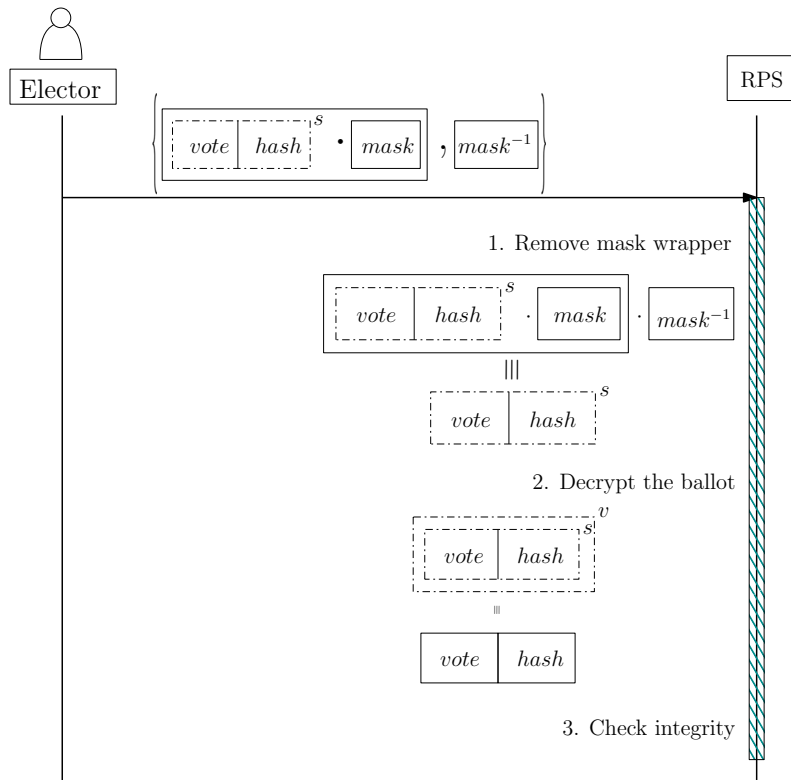 Elector
RPS
{ vote hash s · mask , mask⁻¹ }
1. Remove mask wrapper
vote hash s · mask · mask⁻¹
≡
vote hash s
2. Decrypt the ballot
vote hash s v
≡
vote hash
3. Check integrity